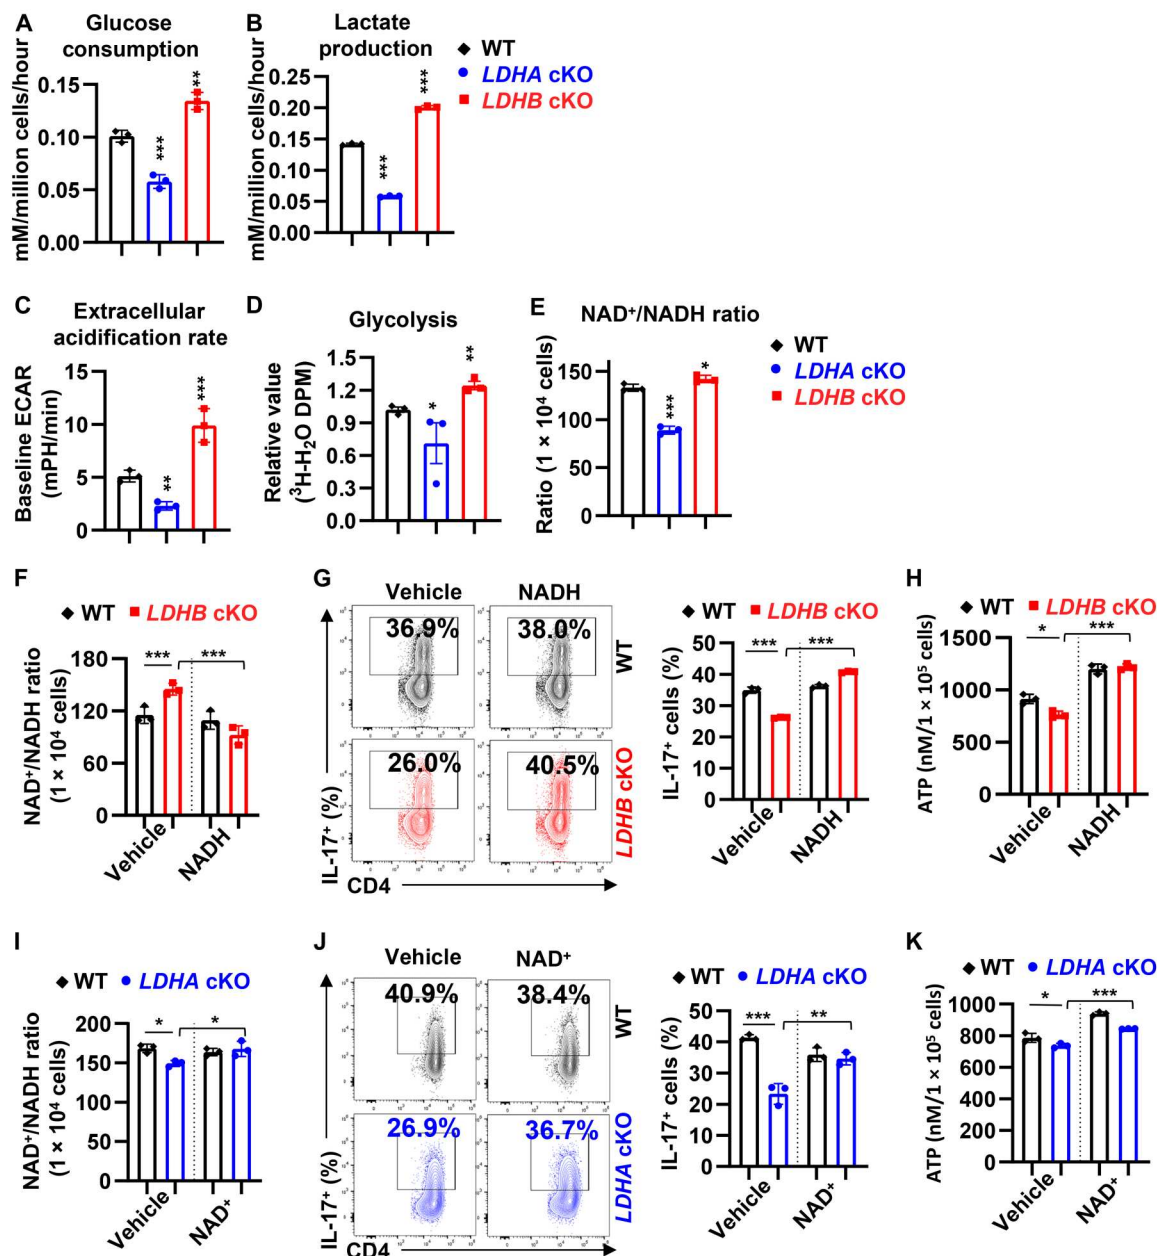 A
Glucose
consumption
mM/million cells/hour
0.15
0.10
0.05
0.00
***
**
B
Lactate
production
mM/million cells/hour
0.25
0.20
0.15
0.10
0.05
0.00
***
***
WT
LDHA cKO
LDHB cKO
C
Extracellular
acidification rate
Baseline ECAR
(mPH/min)
15
10
5
0
**
***
D
Glycolysis
Relative value
(³H-H₂O DPM)
1.5
1.2
0.9
0.6
0.3
0.0
*
**
E
NAD⁺/NADH ratio
Ratio (1 × 10⁴ cells)
150
100
50
0
***
*
WT
LDHA cKO
LDHB cKO
F
WT LDHB cKO
NAD⁺/NADH ratio
(1 × 10⁴ cells)
180
120
60
0
*** ***
Vehicle
NADH
G
Vehicle NADH
36.9% 38.0%
WT
26.0% 40.5%
LDHB cKO
IL-17⁺ (%)
CD4
WT LDHB cKO
IL-17⁺ cells (%)
50
40
30
20
10
0
*** ***
Vehicle
NADH
H
WT LDHB cKO
ATP (nM/1 × 10⁵ cells)
1500
1000
500
0
* ***
Vehicle
NADH
I
WT LDHA cKO
NAD⁺/NADH ratio
(1 × 10⁴ cells)
200
150
100
50
0
* *
Vehicle
NAD⁺
J
Vehicle NAD⁺
40.9% 38.4%
WT
26.9% 36.7%
LDHA cKO
IL-17⁺ (%)
CD4
WT LDHA cKO
IL-17⁺ cells (%)
50
40
30
20
10
0
*** **
Vehicle
NAD⁺
K
WT LDHA cKO
ATP (nM/1 × 10⁵ cells)
1000
800
600
400
200
0
* ***
Vehicle
NAD⁺